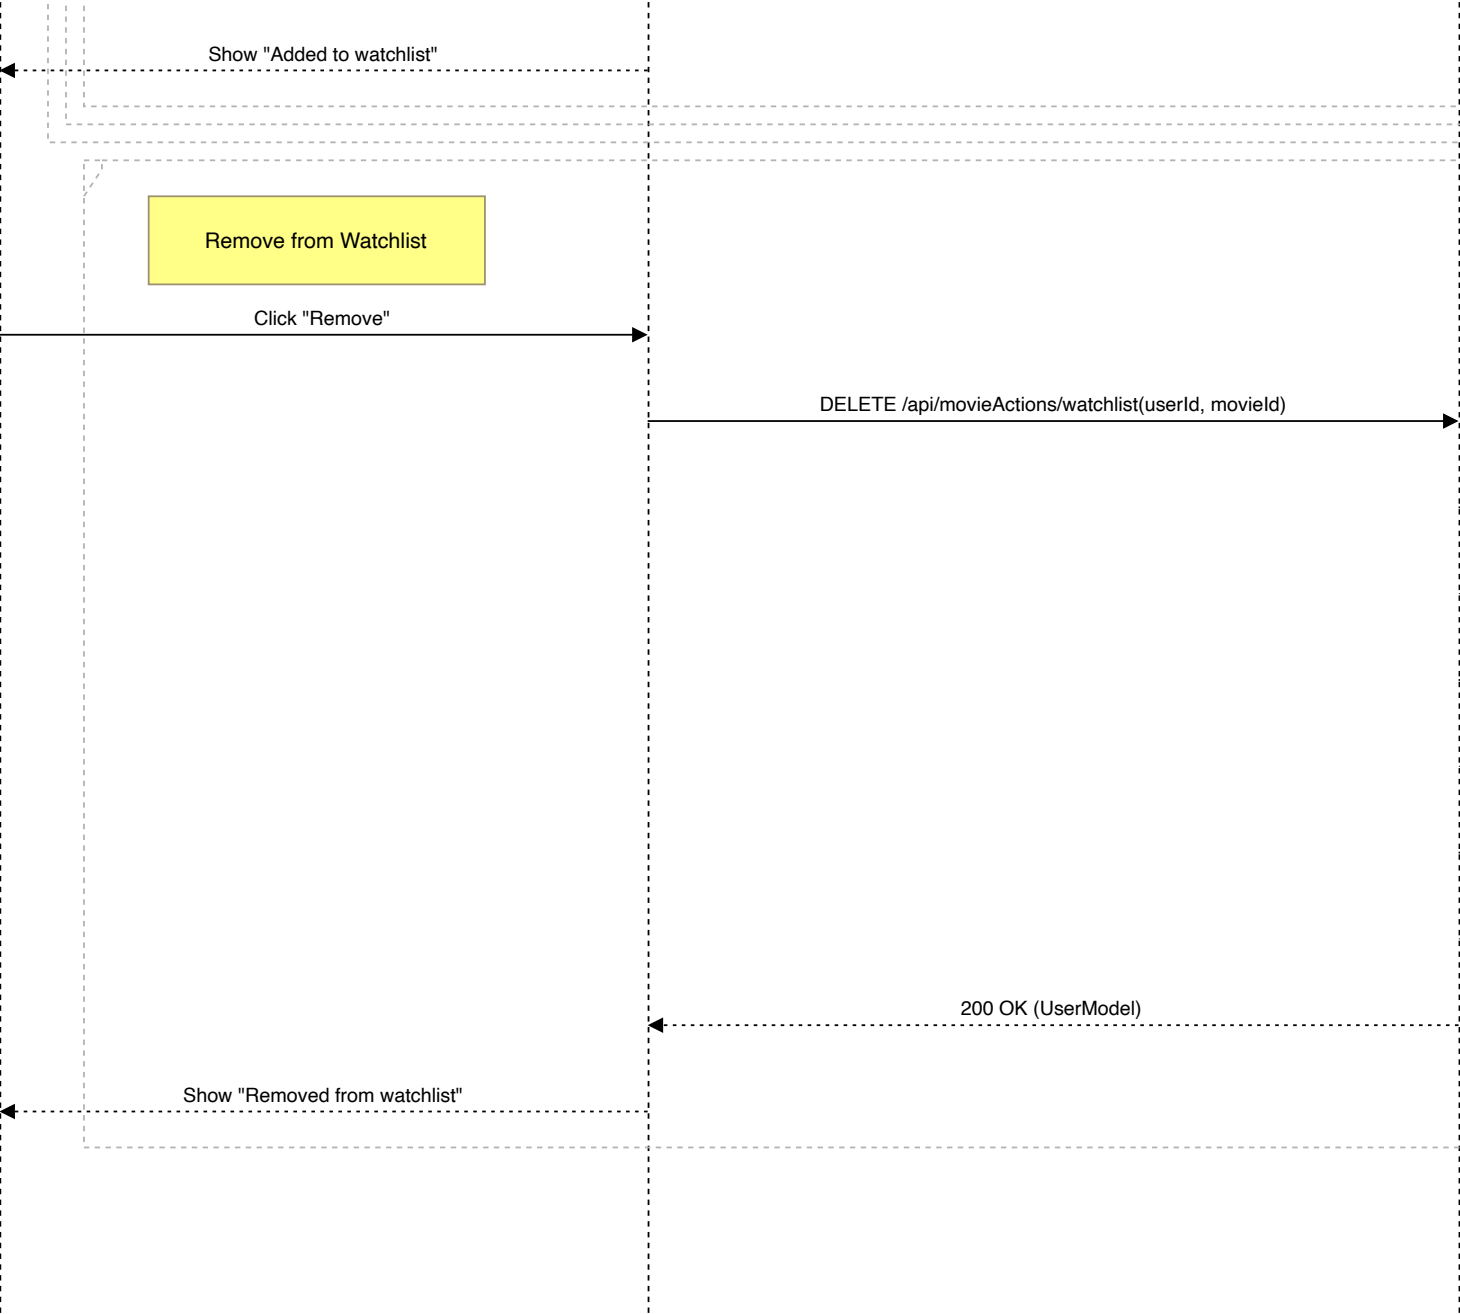 Show "Added to watchlist"
Remove from Watchlist
Click "Remove"
DELETE /api/movieActions/watchlist(userId, movieId)
200 OK (UserModel)
Show "Removed from watchlist"